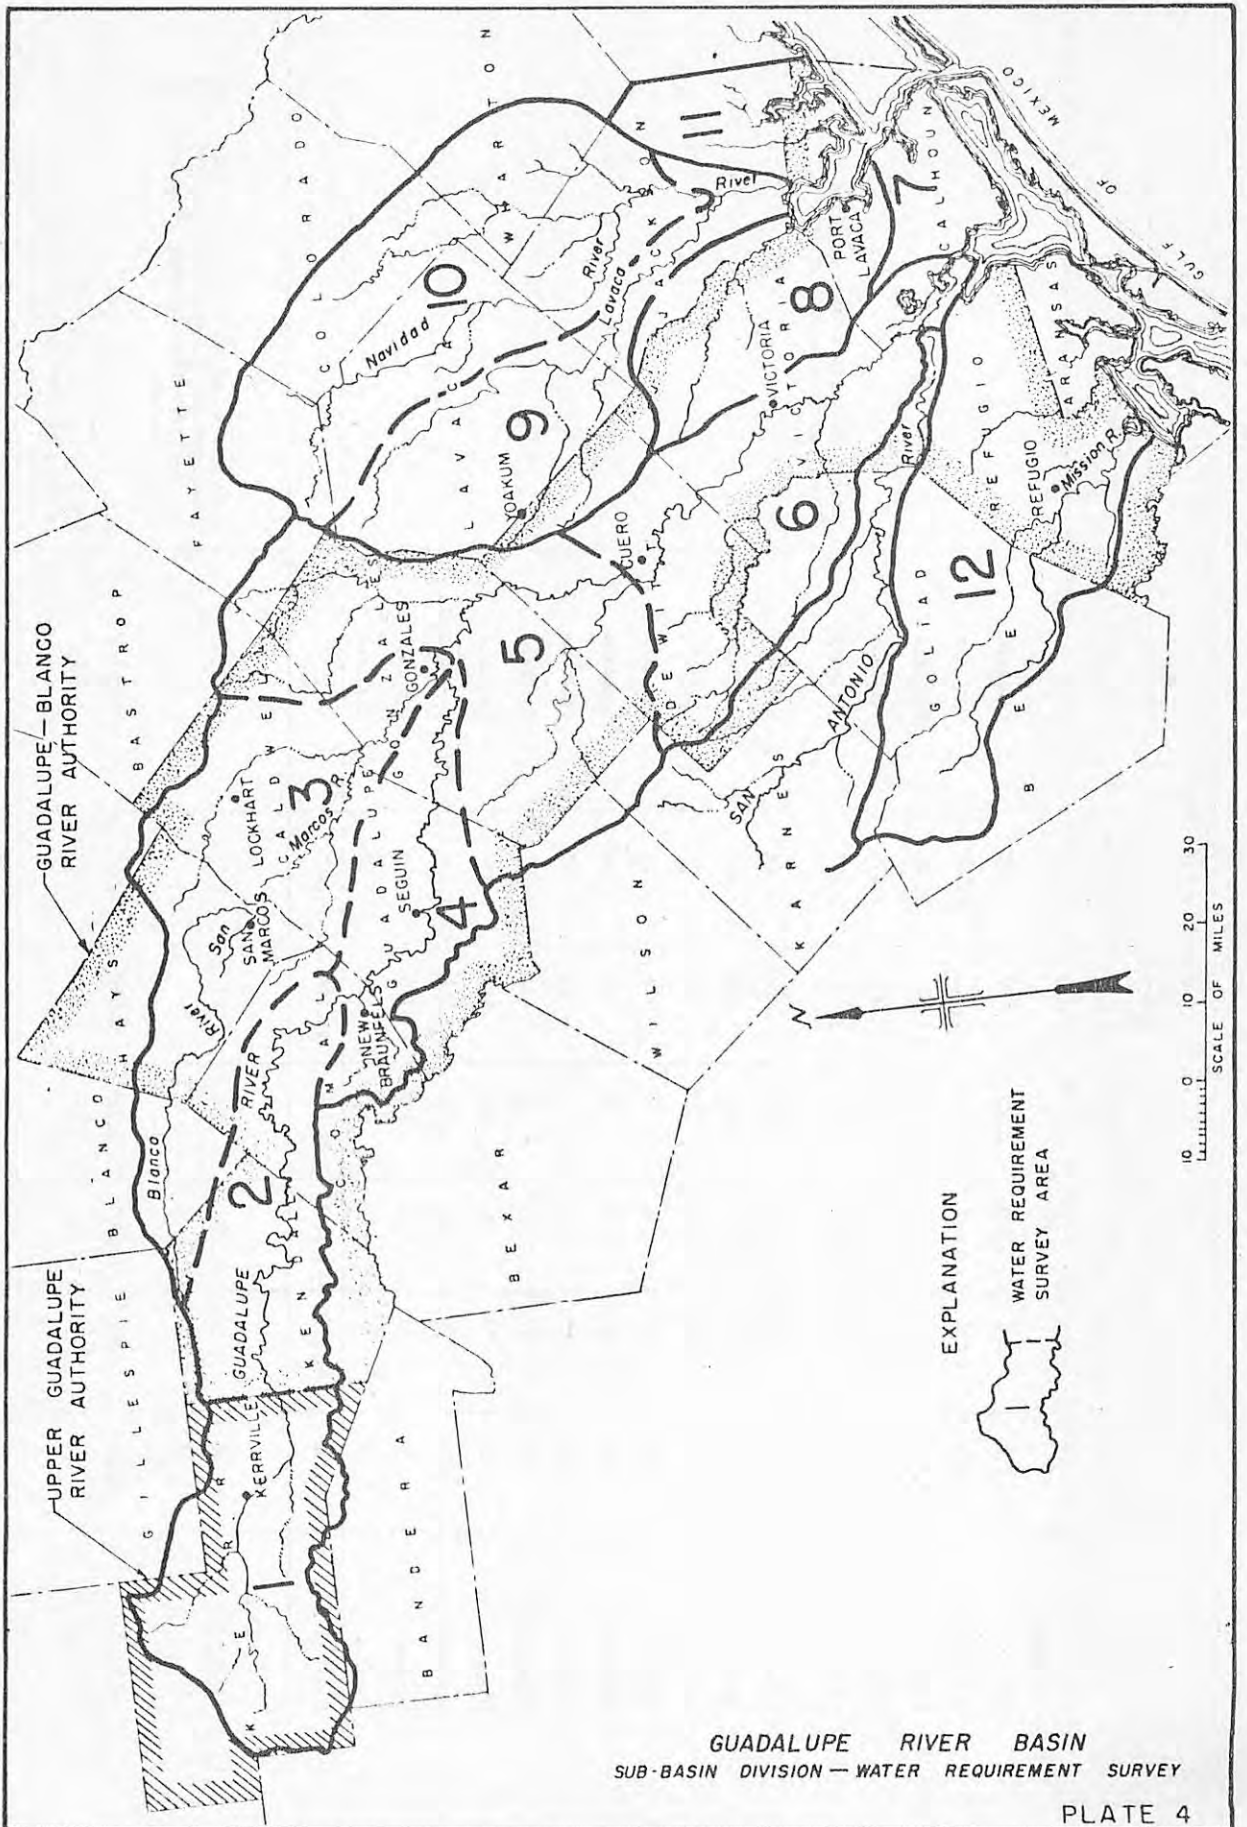 GUADALUPE—BLANCO
RIVER AUTHORITY
UPPER GUADALUPE
RIVER AUTHORITY
GILLESPIE
BLANCO
HAYS
BASTROP
FAYETTE
COLORADO
WHARTON
KERR
KERRVILLE
1
BANDERA
KENDALL
GUADALUPE
RIVER
2
Blanco
River
COMAL
NEW
BRAUNFELS
San
SAN
MARCOS
LOCKHART
CALDWELL
3
Marcos R.
GUADALUPE
SEGUIN
4
GONZALES
GONZALES
5
BEXAR
WILSON
KARNES
SAN
ANTONIO
River
DE WITT
CUERO
6
LAVACA
YOAKUM
9
Navidad
River
10
Lavaca
River
JACKSON
11
VICTORIA
VICTORIA
8
PORT
LAVACA
7
CALHOUN
GOLIAD
12
BEE
REFUGIO
REFUGIO
Mission R.
ARANSAS
GULF OF MEXICO
N
10 0 10 20 30
SCALE OF MILES
EXPLANATION
1
WATER REQUIREMENT
SURVEY AREA
GUADALUPE RIVER BASIN
SUB-BASIN DIVISION — WATER REQUIREMENT SURVEY
PLATE 4